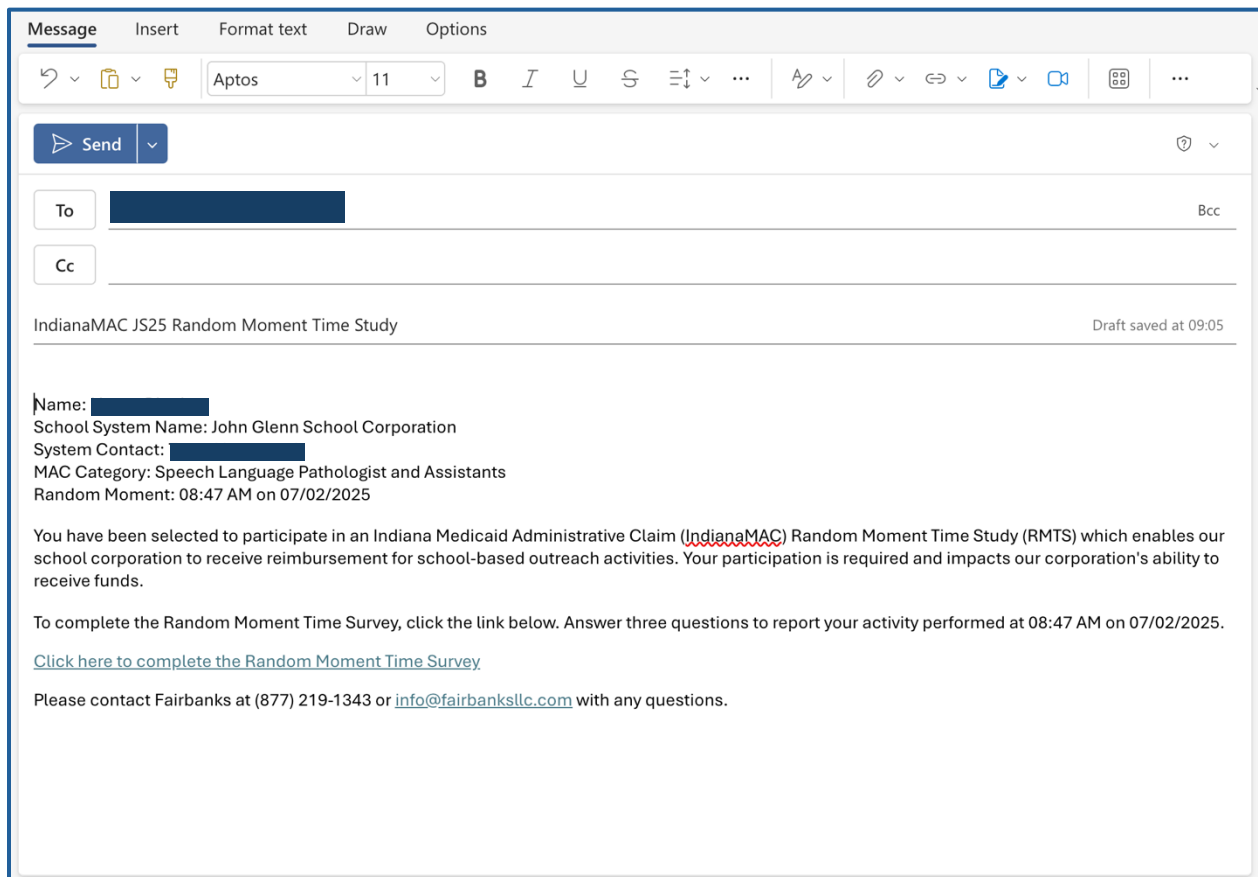 Message Insert Format text Draw Options
Aptos 11
Send
To Bcc
Cc
IndianaMAC JS25 Random Moment Time Study Draft saved at 09:05
Name:
School System Name: John Glenn School Corporation
System Contact:
MAC Category: Speech Language Pathologist and Assistants
Random Moment: 08:47 AM on 07/02/2025
You have been selected to participate in an Indiana Medicaid Administrative Claim (IndianaMAC) Random Moment Time Study (RMTS) which enables our
school corporation to receive reimbursement for school-based outreach activities. Your participation is required and impacts our corporation's ability to
receive funds.
To complete the Random Moment Time Survey, click the link below. Answer three questions to report your activity performed at 08:47 AM on 07/02/2025.
Click here to complete the Random Moment Time Survey
Please contact Fairbanks at (877) 219-1343 or info@fairbanksllc.com with any questions.